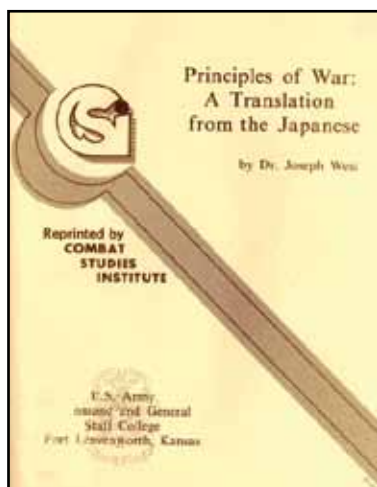 Principles of War:
A Translation
from the Japanese
by Dr. Joseph West
Reprinted by
COMBAT
STUDIES
INSTITUTE
U.S. Army
and General
Staff College
Fort Leavenworth, Kansas